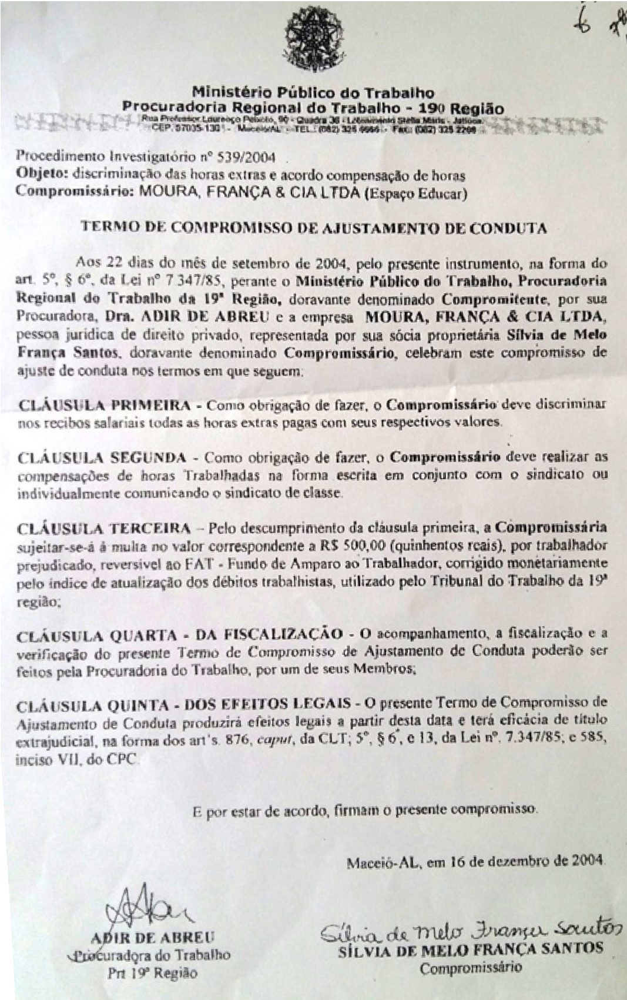 6
Ministério Público do Trabalho
Procuradoria Regional do Trabalho - 190 Região
Rua Professor Lourenço Peixoto, 90 - Quadra 36 - Loteamento Stella Maris - Jatiúca
CEP. 57035-130 - Maceió/AL - TEL.: (082) 325 - Fax: (082) 325
Procedimento Investigatório nº 539/2004
Objeto: discriminação das horas extras e acordo compensação de horas
Compromissário: MOURA, FRANÇA & CIA LTDA (Espaço Educar)
TERMO DE COMPROMISSO DE AJUSTAMENTO DE CONDUTA
Aos 22 dias do mês de setembro de 2004, pelo presente instrumento, na forma do
art. 5º, § 6º, da Lei nº 7.347/85, perante o Ministério Público do Trabalho, Procuradoria
Regional do Trabalho da 19ª Região, doravante denominado Compromitente, por sua
Procuradora, Dra. ADIR DE ABREU e a empresa MOURA, FRANÇA & CIA LTDA,
pessoa jurídica de direito privado, representada por sua sócia proprietária Sílvia de Melo
França Santos, doravante denominado Compromissário, celebram este compromisso de
ajuste de conduta nos termos em que seguem:
CLÁUSULA PRIMEIRA - Como obrigação de fazer, o Compromissário deve discriminar
nos recibos salariais todas as horas extras pagas com seus respectivos valores.
CLÁUSULA SEGUNDA - Como obrigação de fazer, o Compromissário deve realizar as
compensações de horas Trabalhadas na forma escrita em conjunto com o sindicato ou
individualmente comunicando o sindicato de classe.
CLÁUSULA TERCEIRA – Pelo descumprimento da cláusula primeira, a Compromissária
sujeitar-se-á à multa no valor correspondente a R$ 500,00 (quinhentos reais), por trabalhador
prejudicado, reversível ao FAT - Fundo de Amparo ao Trabalhador, corrigido monetariamente
pelo índice de atualização dos débitos trabalhistas, utilizado pelo Tribunal do Trabalho da 19ª
região;
CLÁUSULA QUARTA - DA FISCALIZAÇÃO - O acompanhamento, a fiscalização e a
verificação do presente Termo de Compromisso de Ajustamento de Conduta poderão ser
feitos pela Procuradoria do Trabalho, por um de seus Membros;
CLÁUSULA QUINTA - DOS EFEITOS LEGAIS - O presente Termo de Compromisso de
Ajustamento de Conduta produzirá efeitos legais a partir desta data e terá eficácia de título
extrajudicial, na forma dos art's. 876, caput, da CLT; 5º, § 6º, e 13, da Lei nº. 7.347/85; e 585,
inciso VII, do CPC.
E por estar de acordo, firmam o presente compromisso.
Maceió-AL, em 16 de dezembro de 2004.
Sílvia de Melo França Santos
ADIR DE ABREU
Procuradora do Trabalho
Prt 19ª Região
SÍLVIA DE MELO FRANÇA SANTOS
Compromissário